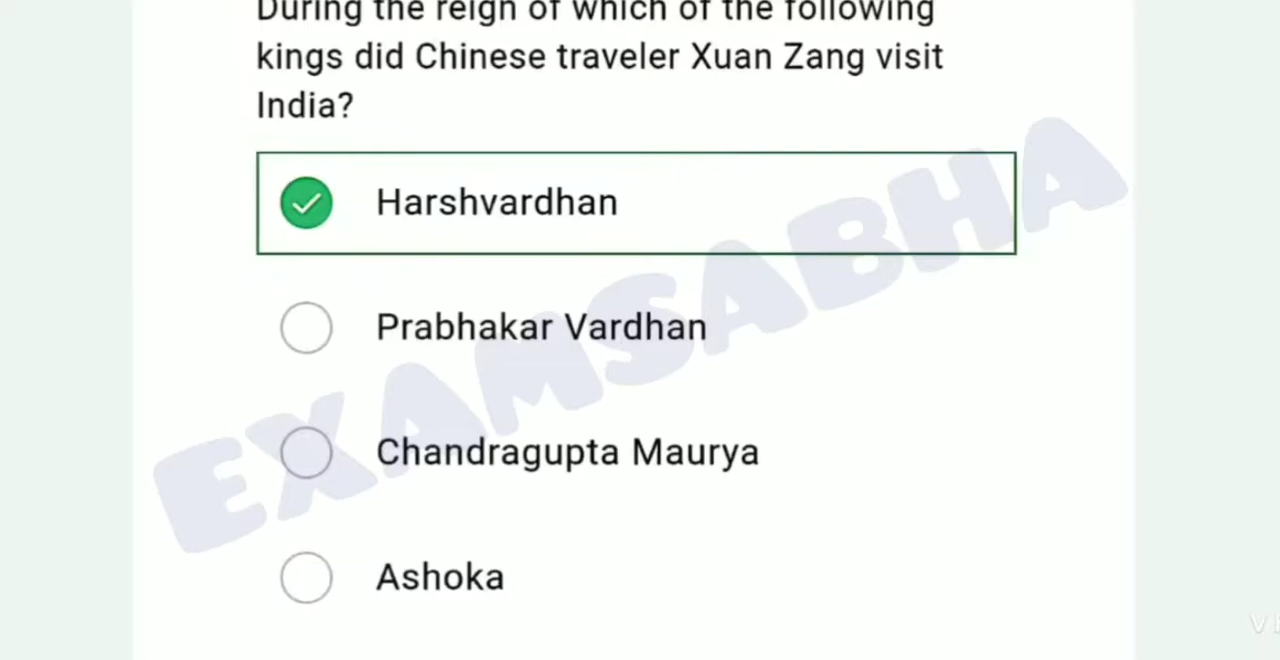 During the reign of which of the following
kings did Chinese traveler Xuan Zang visit
India?
Harshvardhan
Prabhakar Vardhan
Chandragupta Maurya
Ashoka
EXAMSABHA